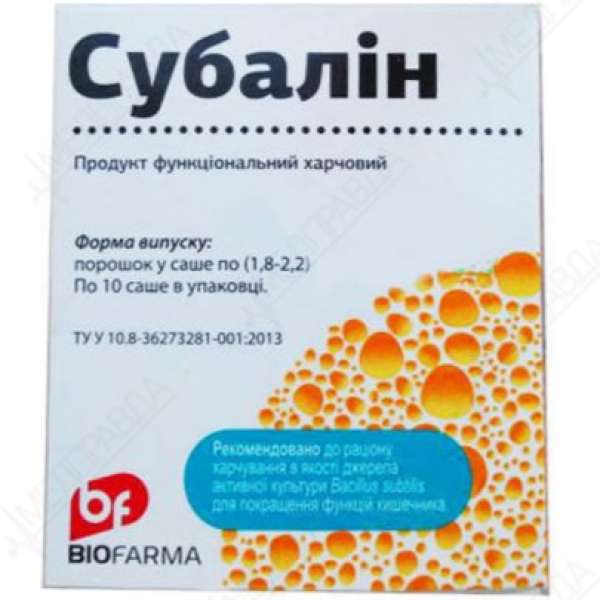 Субалін
Продукт функціональний харчовий
Форма випуску:
порошок у саше по (1,8-2,2)
По 10 саше в упаковці.
ТУ У 10.8-36273281-001:2013
Рекомендовано до раціону
харчування в якості джерела
активної культури Bacillus subtilis
для покращення функцій кишечника.
bf
BIOFARMA
МЕДПРАВДА